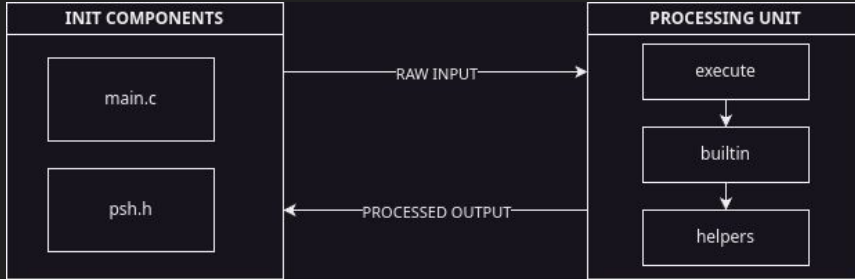 INIT COMPONENTS
main.c
psh.h
RAW INPUT
PROCESSED OUTPUT
PROCESSING UNIT
execute
builtin
helpers